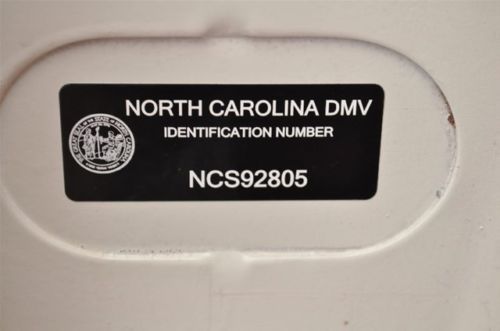 NORTH CAROLINA DMV
IDENTIFICATION NUMBER
NCS92805